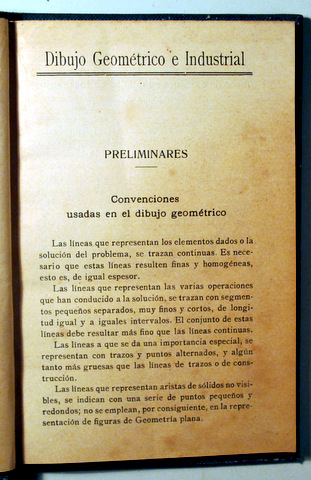 Dibujo Geométrico e Industrial
PRELIMINARES
Convenciones
usadas en el dibujo geométrico
Las líneas que representan los elementos dados o la
solución del problema, se trazan continuas. Es nece-
sario que estas líneas resulten finas y homogéneas,
esto es, de igual espesor.
Las líneas que representan las varias operaciones
que han conducido a la solución, se trazan con segmen-
tos pequeños separados, muy finos y cortos, de longi-
tud igual y a iguales intervalos. El conjunto de estas
líneas debe resultar más fino que las líneas continuas.
Las líneas a que se da una importancia especial, se
representan con trazos y puntos alternados, y algún
tanto más gruesas que las líneas de trazos o de cons-
trucción.
Las líneas que representan aristas de sólidos no visi-
bles, se indican con una serie de puntos pequeños y
redondos; no se emplean, por consiguiente, en la repre-
sentación de figuras de Geometría plana.